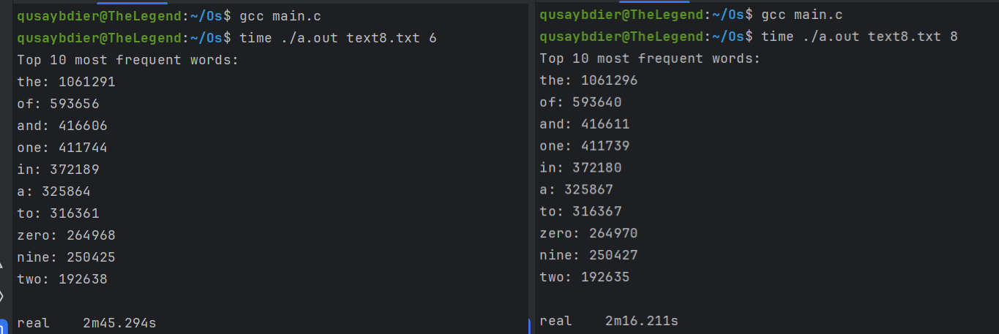 qusaybdier@TheLegend:~/Os$ gcc main.c
qusaybdier@TheLegend:~/Os$ time ./a.out text8.txt 6
Top 10 most frequent words:
the: 1061291
of: 593656
and: 416606
one: 411744
in: 372189
a: 325864
to: 316361
zero: 264968
nine: 250425
two: 192638
real    2m45.294s
qusaybdier@TheLegend:~/Os$ gcc main.c
qusaybdier@TheLegend:~/Os$ time ./a.out text8.txt 8
Top 10 most frequent words:
the: 1061296
of: 593640
and: 416611
one: 411739
in: 372180
a: 325867
to: 316367
zero: 264970
nine: 250427
two: 192635
real    2m16.211s